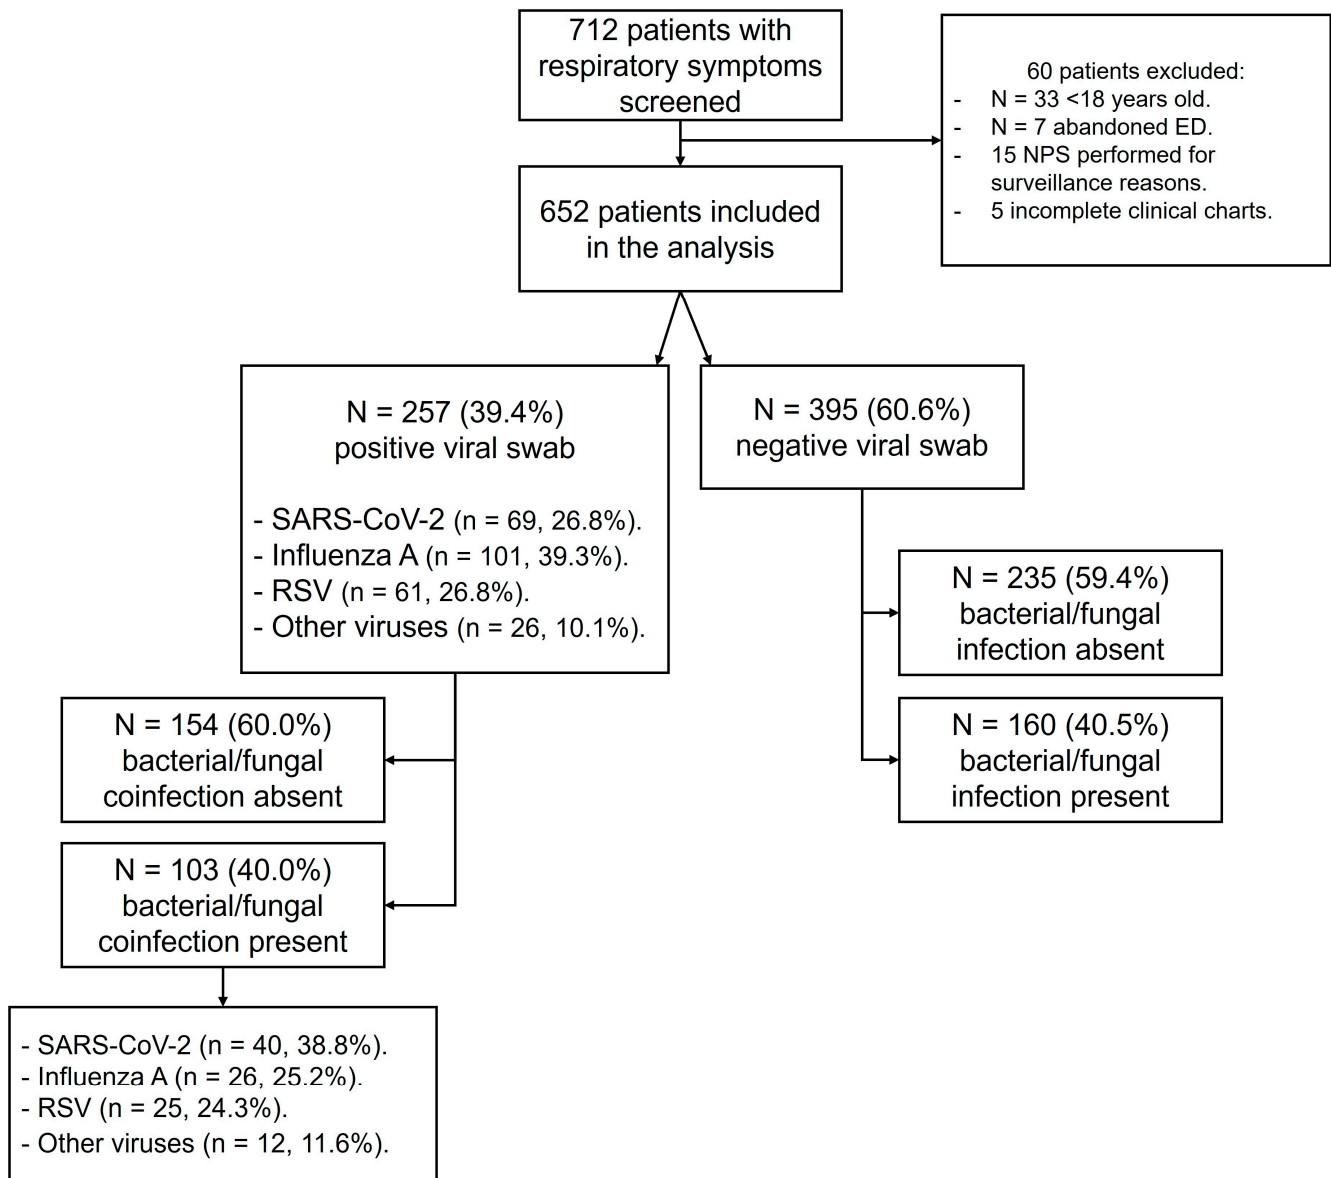 712 patients with
respiratory symptoms
screened
60 patients excluded:
- N = 33 <18 years old.
- N = 7 abandoned ED.
- 15 NPS performed for
surveillance reasons.
- 5 incomplete clinical charts.
652 patients included
in the analysis
N = 257 (39.4%)
positive viral swab
- SARS-CoV-2 (n = 69, 26.8%).
- Influenza A (n = 101, 39.3%).
- RSV (n = 61, 26.8%).
- Other viruses (n = 26, 10.1%).
N = 395 (60.6%)
negative viral swab
N = 235 (59.4%)
bacterial/fungal
infection absent
N = 160 (40.5%)
bacterial/fungal
infection present
N = 154 (60.0%)
bacterial/fungal
coinfection absent
N = 103 (40.0%)
bacterial/fungal
coinfection present
- SARS-CoV-2 (n = 40, 38.8%).
- Influenza A (n = 26, 25.2%).
- RSV (n = 25, 24.3%).
- Other viruses (n = 12, 11.6%).